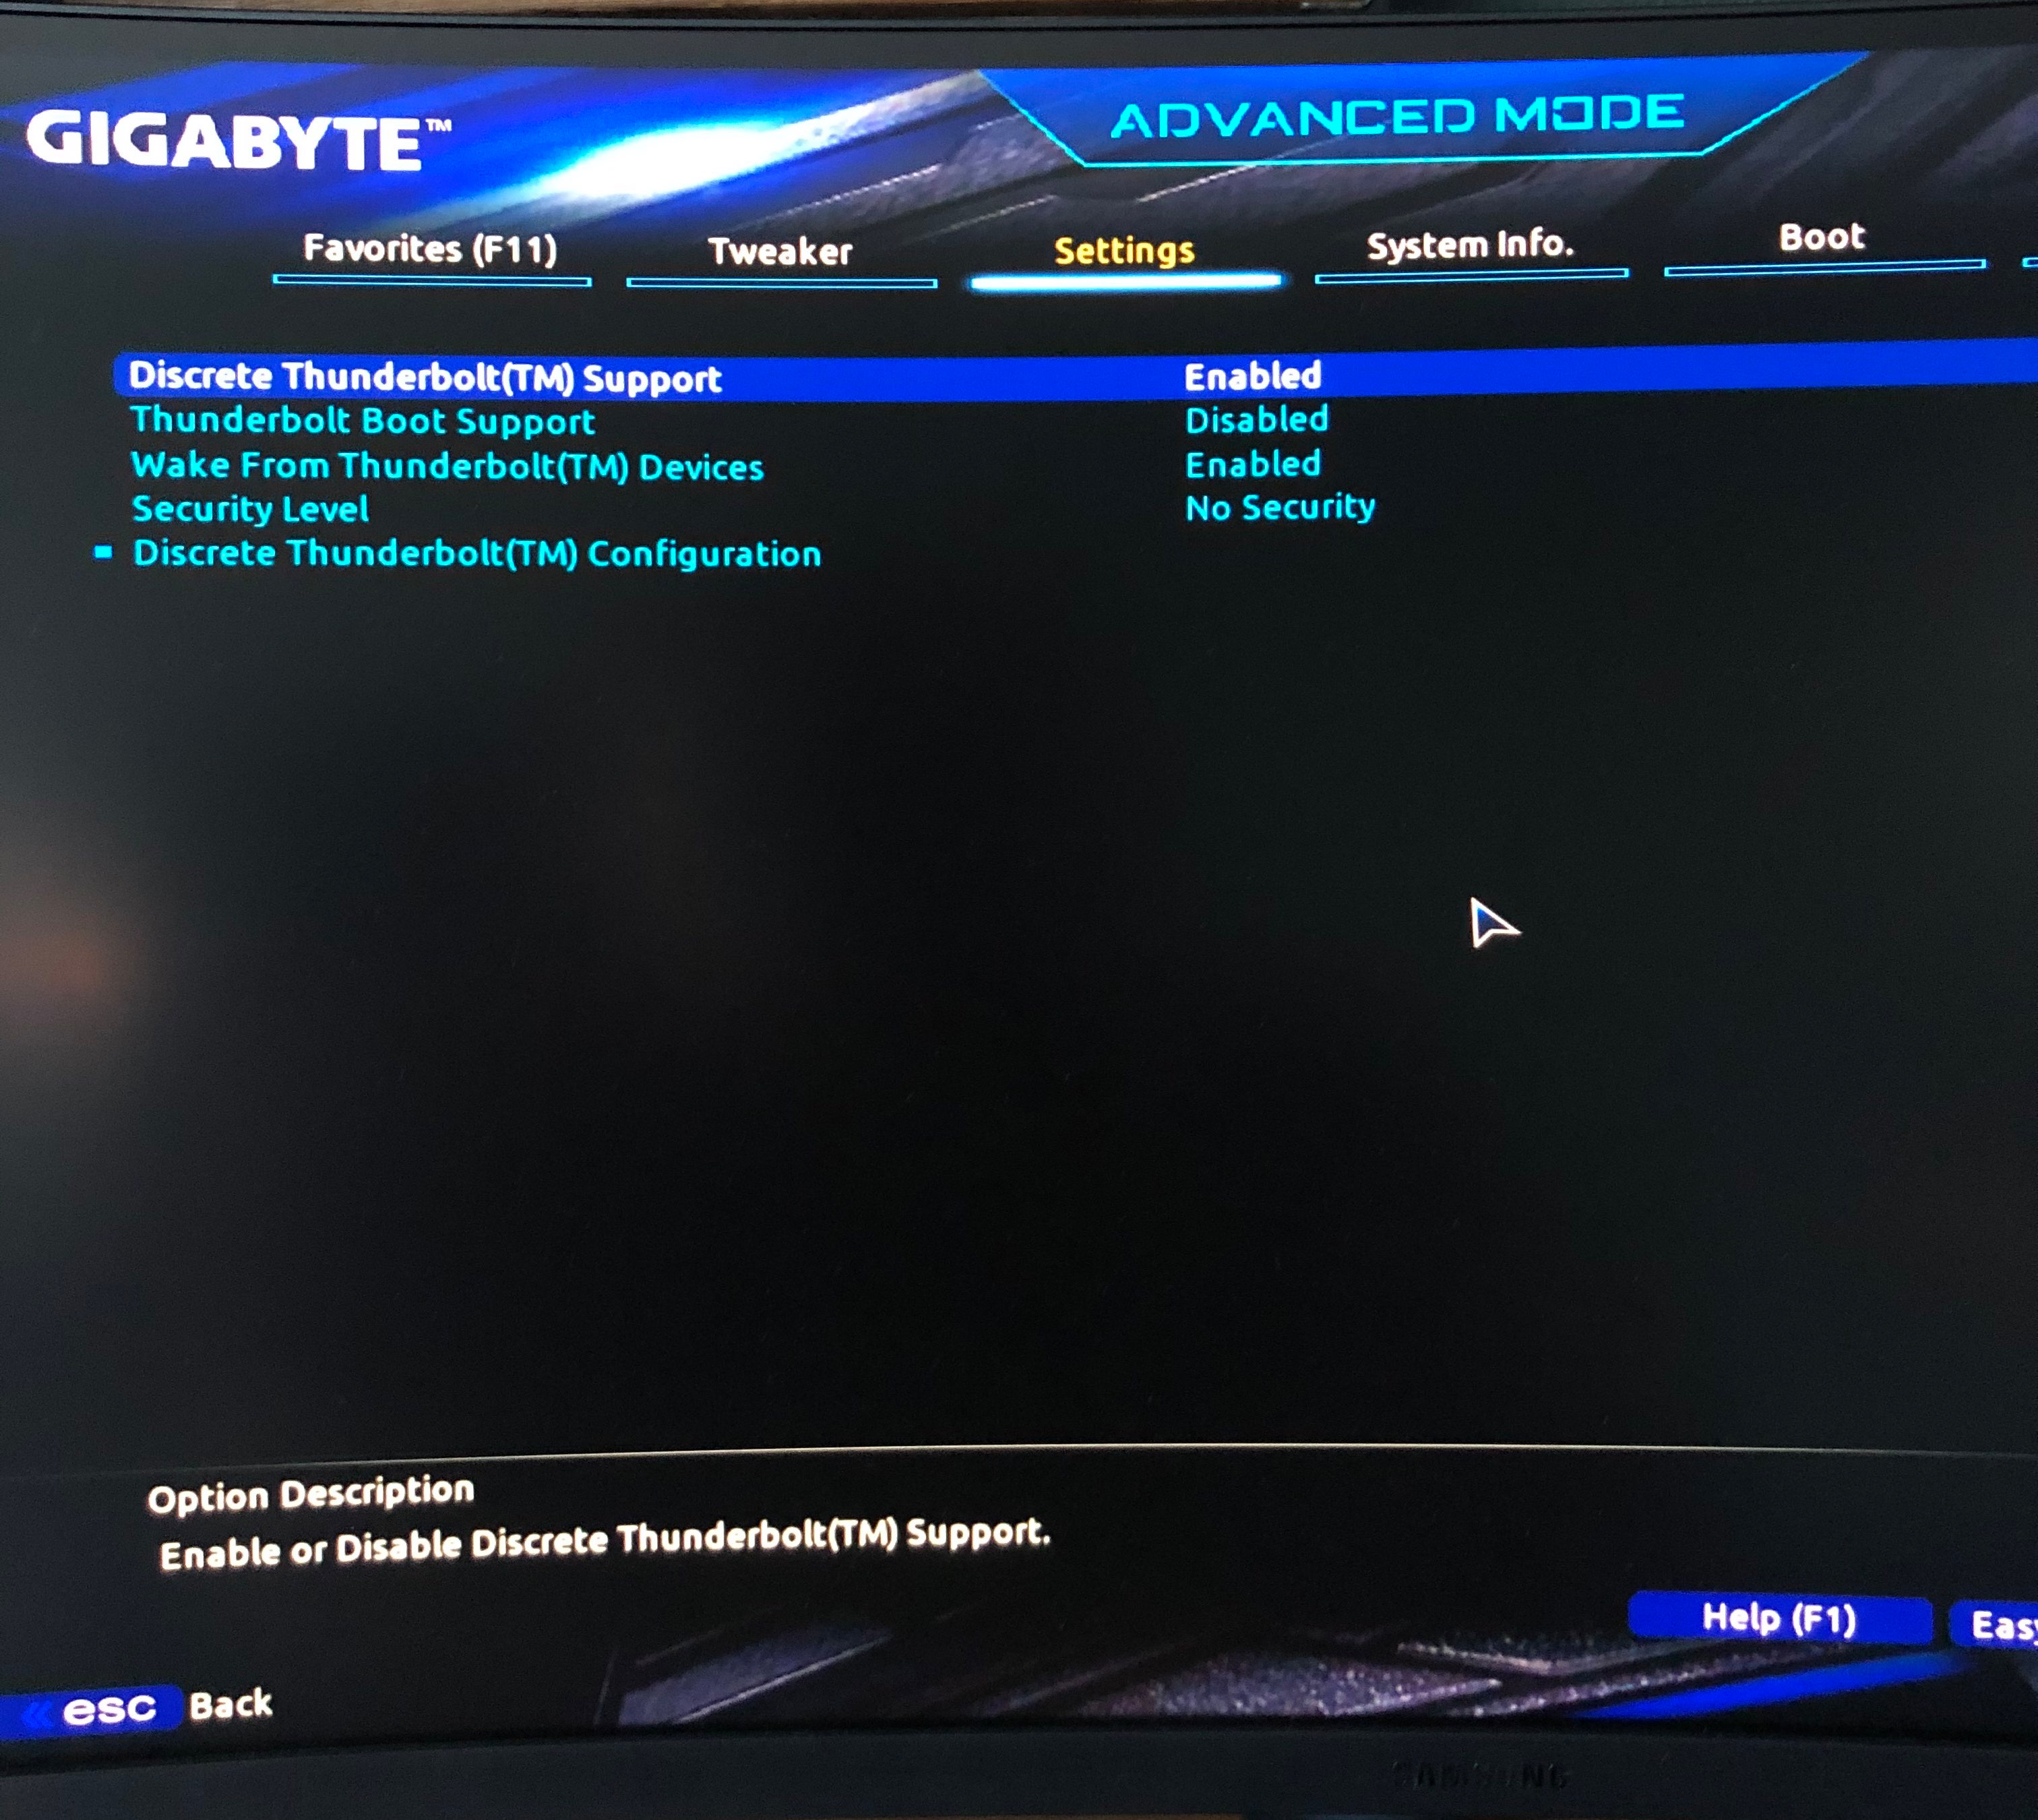 GIGABYTE™
ADVANCED MODE
Favorites (F11) Tweaker Settings System Info. Boot
Discrete Thunderbolt(TM) Support Enabled
Thunderbolt Boot Support Disabled
Wake From Thunderbolt(TM) Devices Enabled
Security Level No Security
Discrete Thunderbolt(TM) Configuration
Option Description
Enable or Disable Discrete Thunderbolt(TM) Support.
Help (F1) Easy
esc Back
SAMSUNG